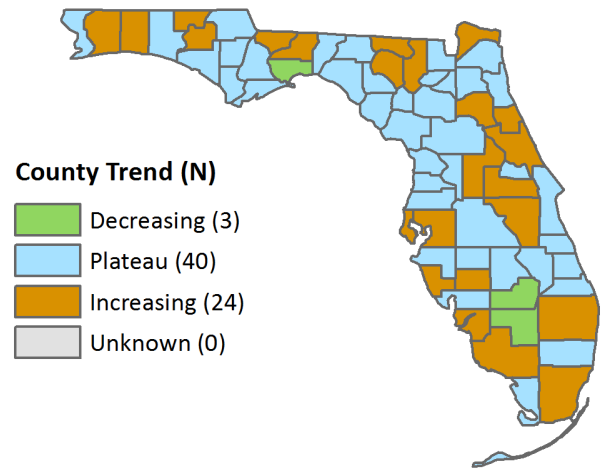 County Trend (N)
Decreasing (3)
Plateau (40)
Increasing (24)
Unknown (0)